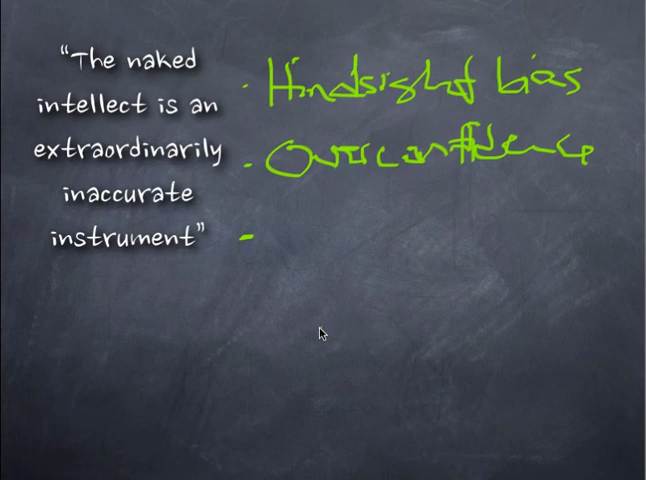 “The naked
intellect is an
extraordinarily
inaccurate
instrument”
· Hindsight bias
· Overconfidence
-